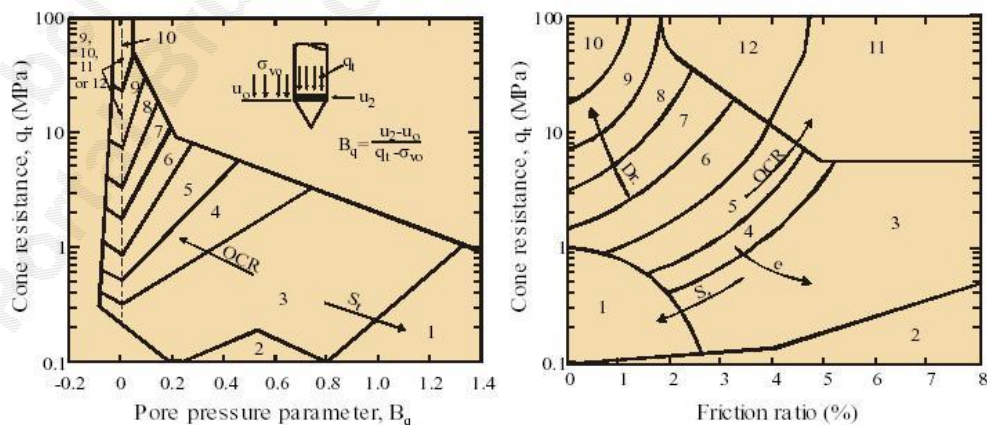 100
10
1
0.1
Cone resistance, qt (MPa)
-0.2 0 0.2 0.4 0.6 0.8 1.0 1.2 1.4
Pore pressure parameter, Bq
9,
10,
11
or 12
10
9
8
7
6
5
4
3
2
1
OCR
St
σvo
qt
uo
u2
Bq = u2-uo / qt -σvo
100
10
1
0.1
Cone resistance, qt (MPa)
0 1 2 3 4 5 6 7 8
Friction ratio (%)
10
9
8
7
6
5
4
3
2
1
12
11
Dr.
OCR
e